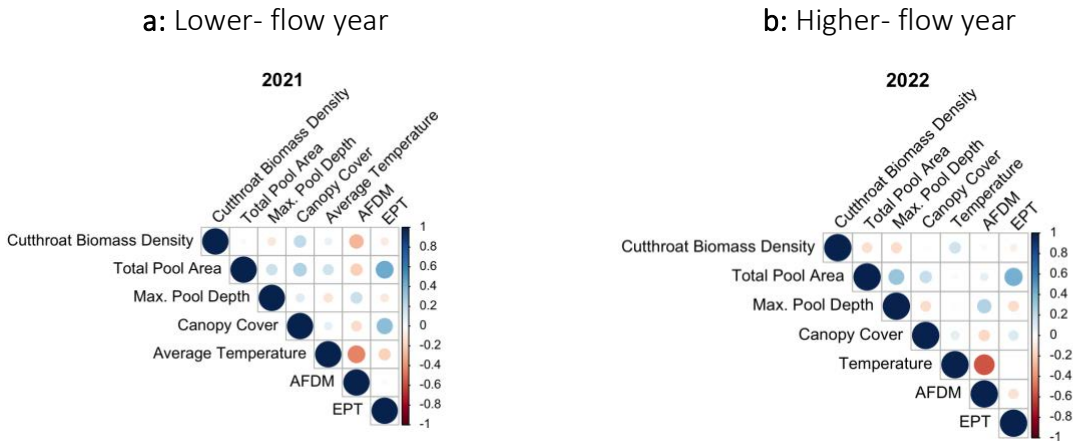 a: Lower- flow year
2021
Cutthroat Biomass Density
Total Pool Area
Max. Pool Depth
Canopy Cover
Average Temperature
AFDM
EPT
Cutthroat Biomass Density
Total Pool Area
Max. Pool Depth
Canopy Cover
Average Temperature
AFDM
EPT
1
0.8
0.6
0.4
0.2
0
-0.2
-0.4
-0.6
-0.8
-1
b: Higher- flow year
2022
Cutthroat Biomass Density
Total Pool Area
Max. Pool Depth
Canopy Cover
Temperature
AFDM
EPT
Cutthroat Biomass Density
Total Pool Area
Max. Pool Depth
Canopy Cover
Temperature
AFDM
EPT
1
0.8
0.6
0.4
0.2
0
-0.2
-0.4
-0.6
-0.8
-1